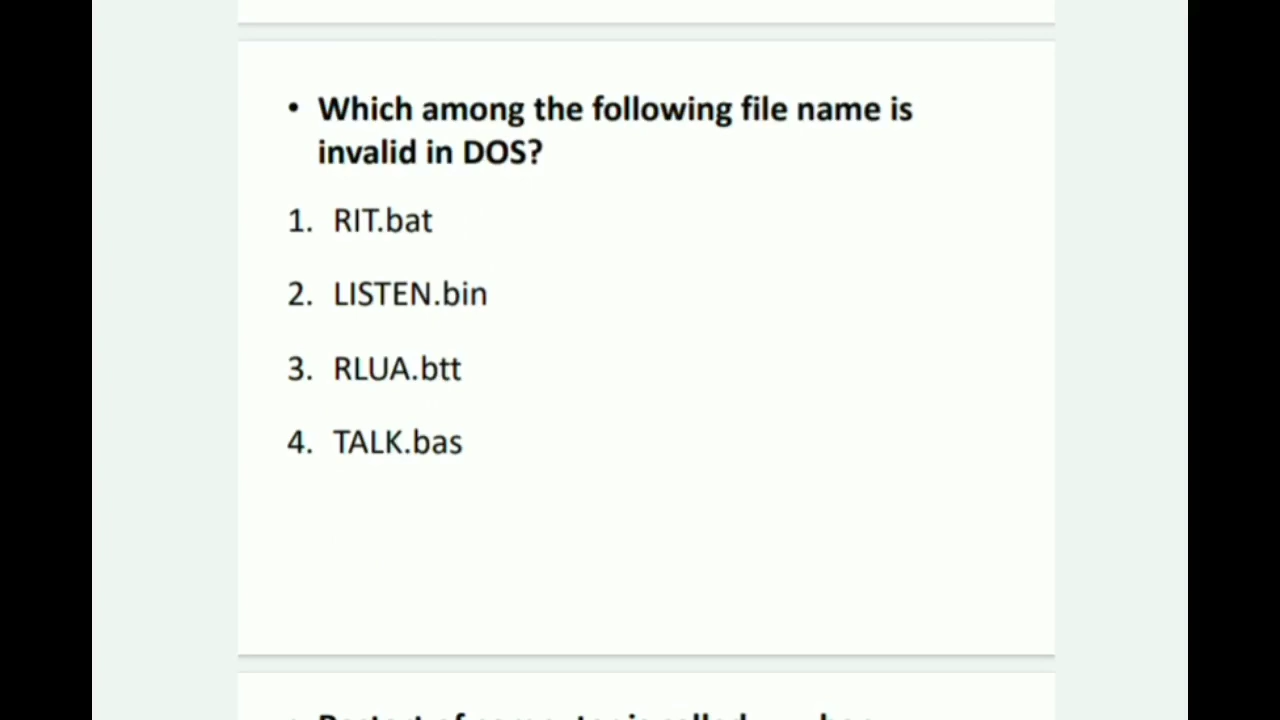 • Which among the following file name is
invalid in DOS?
1. RIT.bat
2. LISTEN.bin
3. RLUA.btt
4. TALK.bas